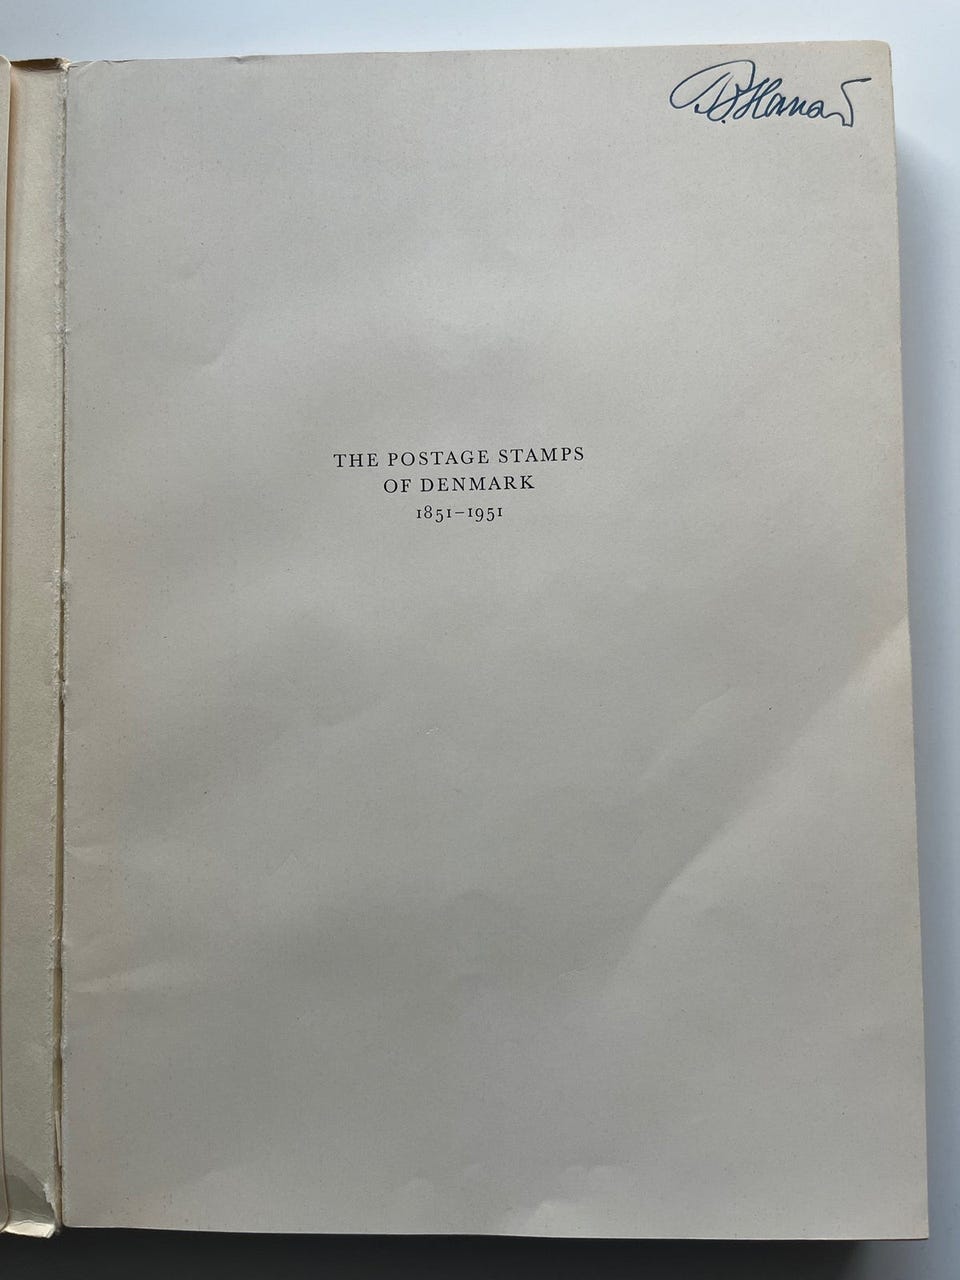 THE POSTAGE STAMPS
OF DENMARK
1851–1951